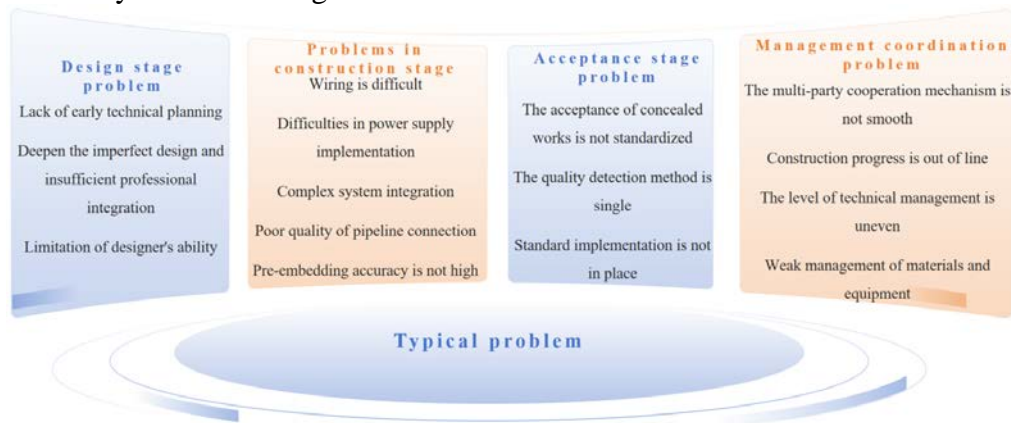 Design stage
problem
Lack of early technical planning
Deepen the imperfect design and
insufficient professional
integration
Limitation of designer's ability
Problems in
construction stage
Wiring is difficult
Difficulties in power supply
implementation
Complex system integration
Poor quality of pipeline connection
Pre-embedding accuracy is not high
Acceptance stage
problem
The acceptance of concealed
works is not standardized
The quality detection method is
single
Standard implementation is not
in place
Management coordination
problem
The multi-party cooperation mechanism is
not smooth
Construction progress is out of line
The level of technical management is
uneven
Weak management of materials and
equipment
Typical problem